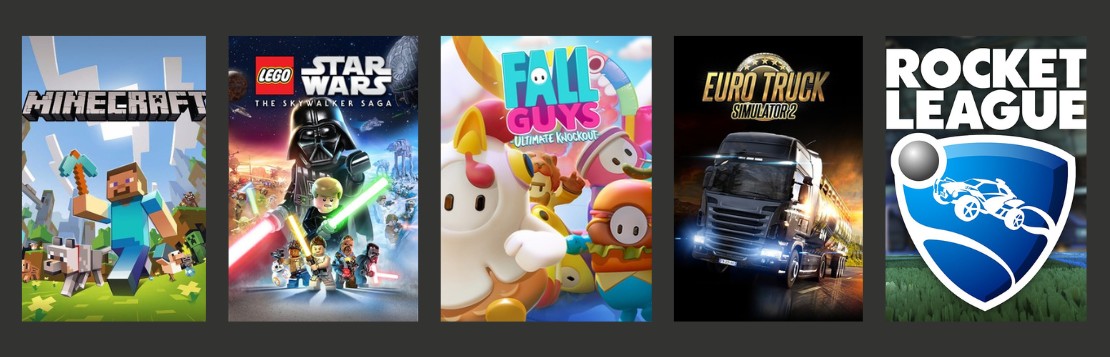 MINECRAFT
LEGO
STAR
WARS
THE SKYWALKER SAGA
FALL
GUYS
ULTIMATE KNOCKOUT
EURO TRUCK
SIMULATOR 2
ROCKET
LEAGUE